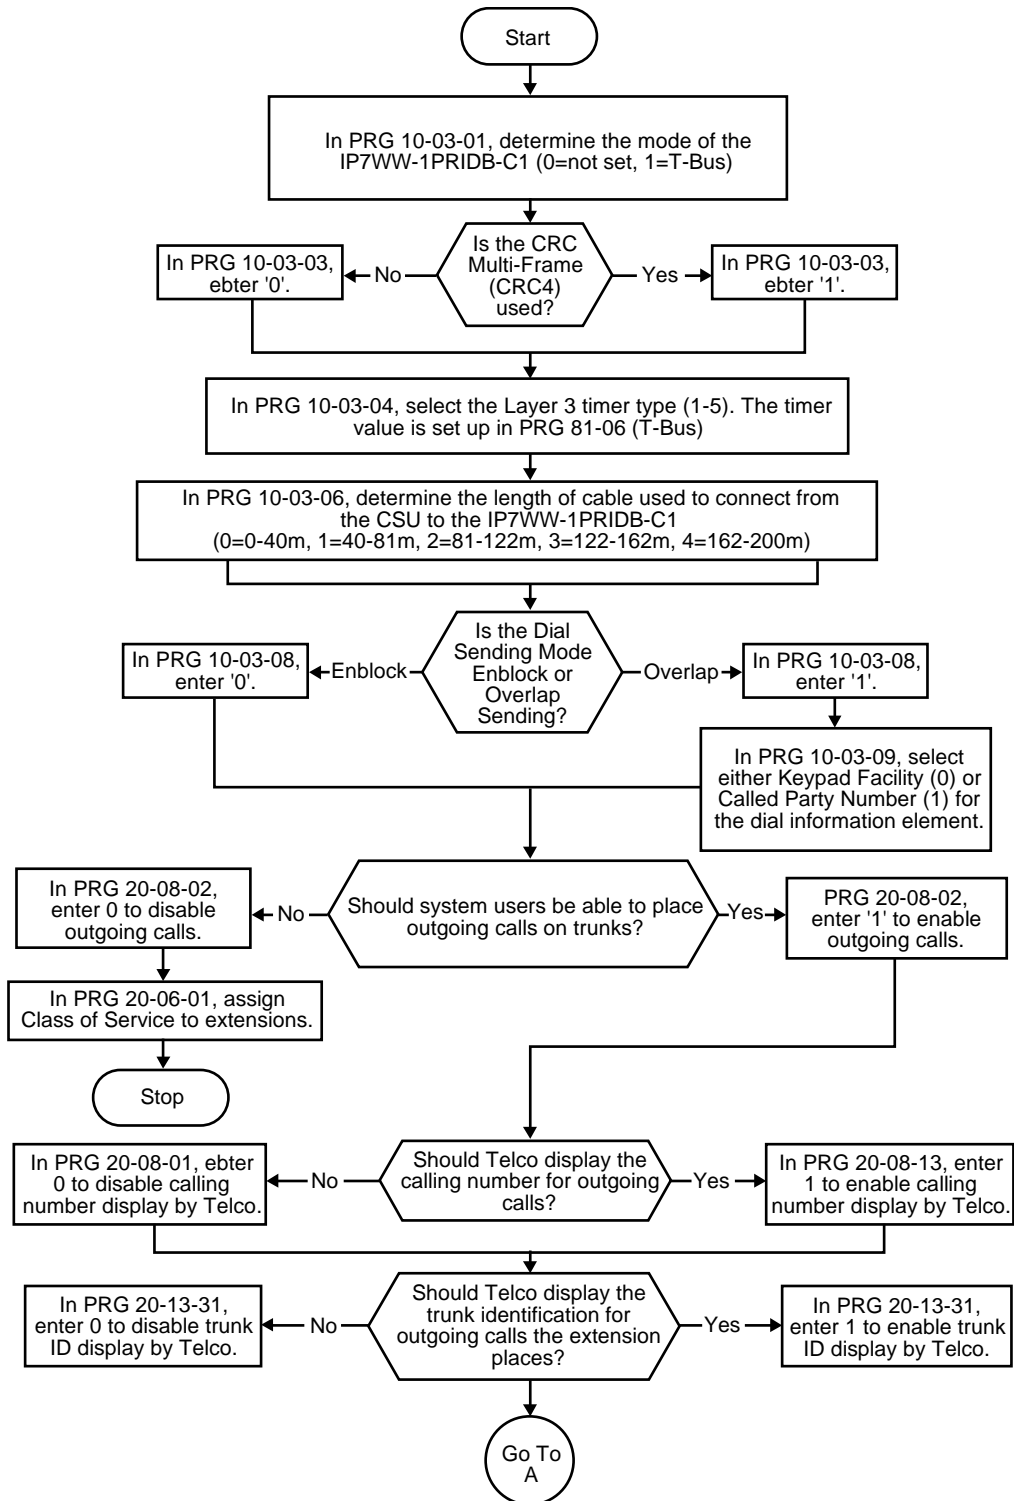 Start
In PRG 10-03-01, determine the mode of the
IP7WW-1PRIDB-C1 (0=not set, 1=T-Bus)
Is the CRC
Multi-Frame
(CRC4)
used?
No
Yes
In PRG 10-03-03,
ebter '0'.
In PRG 10-03-03,
ebter '1'.
In PRG 10-03-04, select the Layer 3 timer type (1-5). The timer
value is set up in PRG 81-06 (T-Bus)
In PRG 10-03-06, determine the length of cable used to connect from
the CSU to the IP7WW-1PRIDB-C1
(0=0-40m, 1=40-81m, 2=81-122m, 3=122-162m, 4=162-200m)
Is the Dial
Sending Mode
Enblock or
Overlap
Sending?
Enblock
Overlap
In PRG 10-03-08,
enter '0'.
In PRG 10-03-08,
enter '1'.
In PRG 10-03-09, select
either Keypad Facility (0) or
Called Party Number (1) for
the dial information element.
Should system users be able to place
outgoing calls on trunks?
No
Yes
In PRG 20-08-02,
enter 0 to disable
outgoing calls.
PRG 20-08-02,
enter '1' to enable
outgoing calls.
In PRG 20-06-01, assign
Class of Service to extensions.
Stop
Should Telco display the
calling number for outgoing
calls?
No
Yes
In PRG 20-08-01, ebter
0 to disable calling
number display by Telco.
In PRG 20-08-13, enter
1 to enable calling
number display by Telco.
Should Telco display the
trunk identification for
outgoing calls the extension
places?
No
Yes
In PRG 20-13-31,
enter 0 to disable trunk
ID display by Telco.
In PRG 20-13-31,
enter 1 to enable trunk
ID display by Telco.
Go To
A